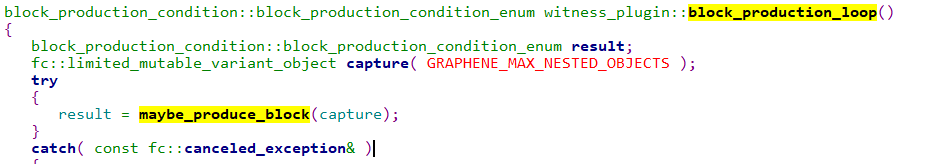 block_production_condition::block_production_condition_enum witness_plugin::block_production_loop()
{
   block_production_condition::block_production_condition_enum result;
   fc::limited_mutable_variant_object capture( GRAPHENE_MAX_NESTED_OBJECTS );
   try
   {
      result = maybe_produce_block(capture);
   }
   catch( const fc::canceled_exception& )
   {